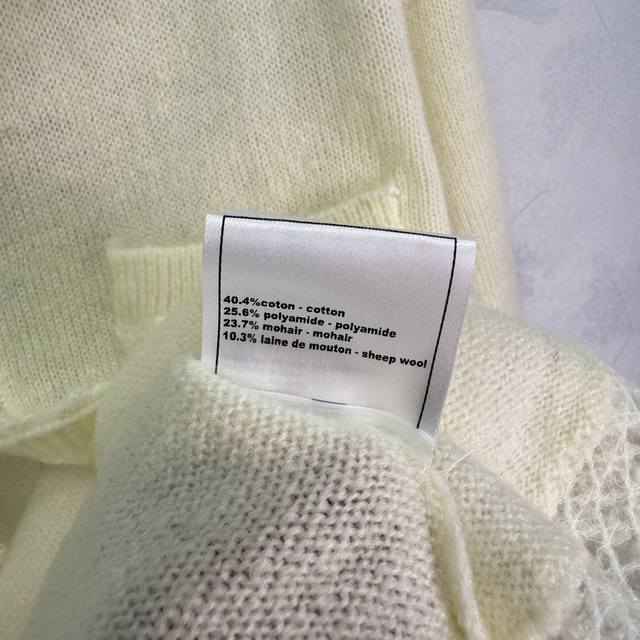 40.4%coton - cotton
25.6% polyamide - polyamide
23.7% mohair - mohair
10.3% laine de mouton - sheep wool